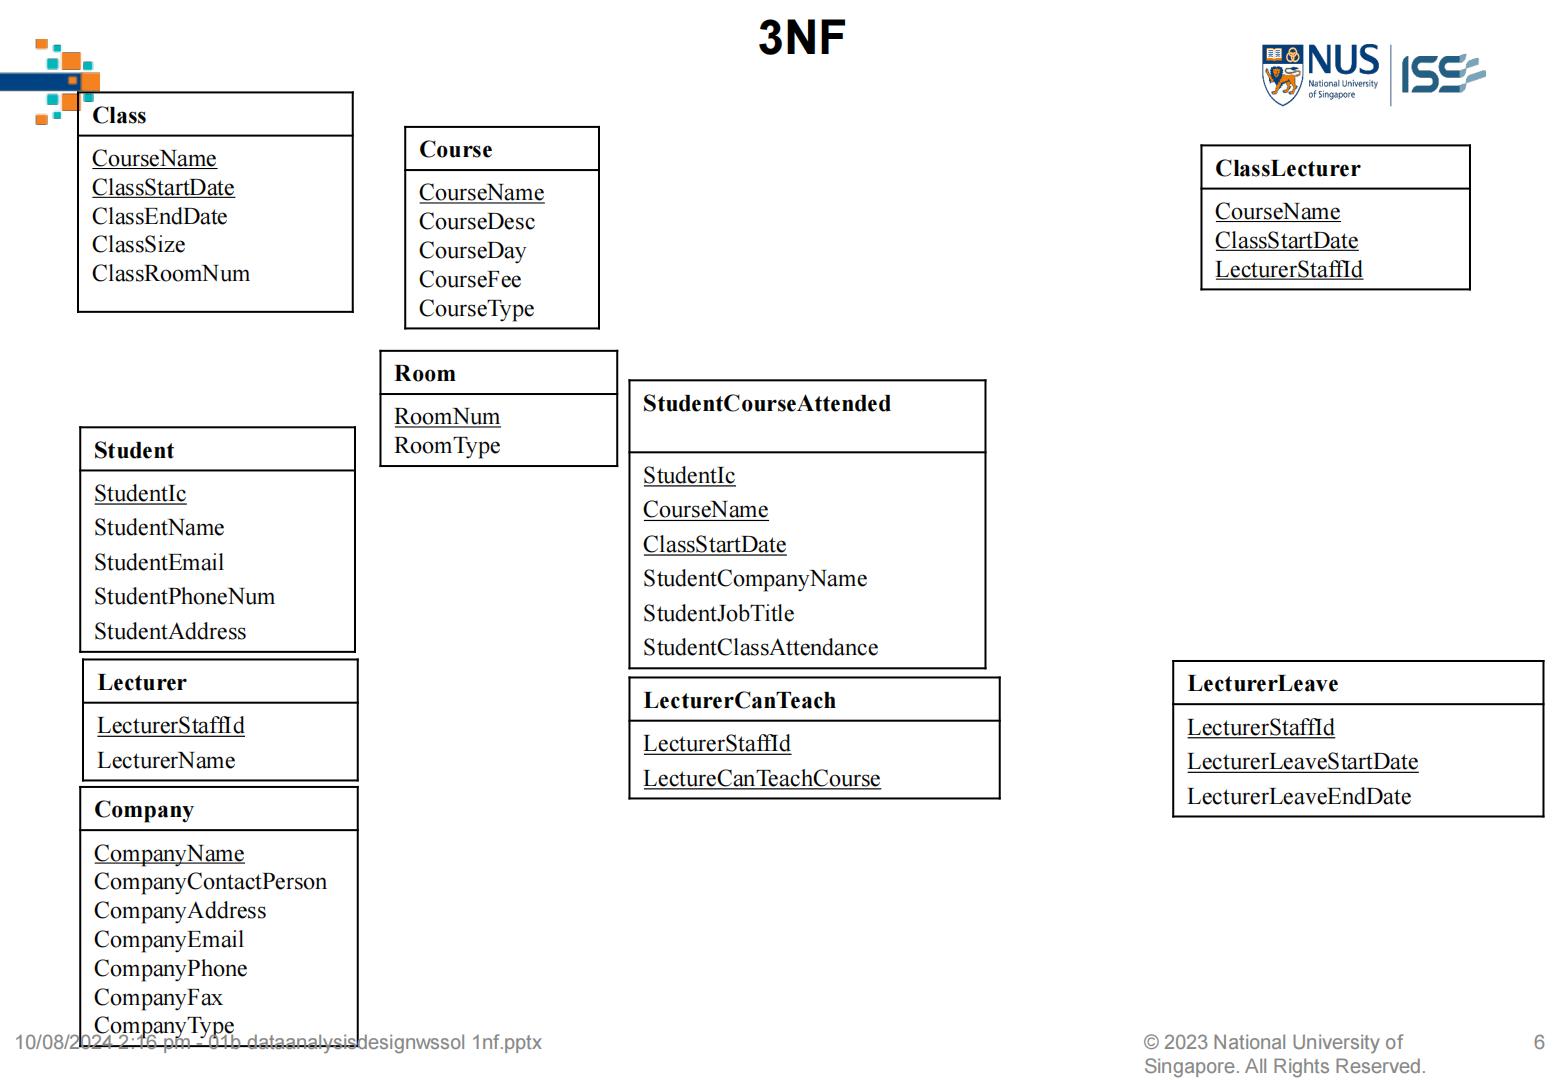 3NF
NUS
National University
of Singapore
ISS
Class
CourseName
ClassStartDate
ClassEndDate
ClassSize
ClassRoomNum
Course
CourseName
CourseDesc
CourseDay
CourseFee
CourseType
ClassLecturer
CourseName
ClassStartDate
LecturerStaffId
Room
RoomNum
RoomType
StudentCourseAttended
StudentIc
CourseName
ClassStartDate
StudentCompanyName
StudentJobTitle
StudentClassAttendance
Student
StudentIc
StudentName
StudentEmail
StudentPhoneNum
StudentAddress
Lecturer
LecturerStaffId
LecturerName
LecturerCanTeach
LecturerStaffId
LectureCanTeachCourse
LecturerLeave
LecturerStaffId
LecturerLeaveStartDate
LecturerLeaveEndDate
Company
CompanyName
CompanyContactPerson
CompanyAddress
CompanyEmail
CompanyPhone
CompanyFax
CompanyType
10/08/2024 2:16 pm - 01b dataanalysisdesignwssol 1nf.pptx
© 2023 National University of
Singapore. All Rights Reserved.
6